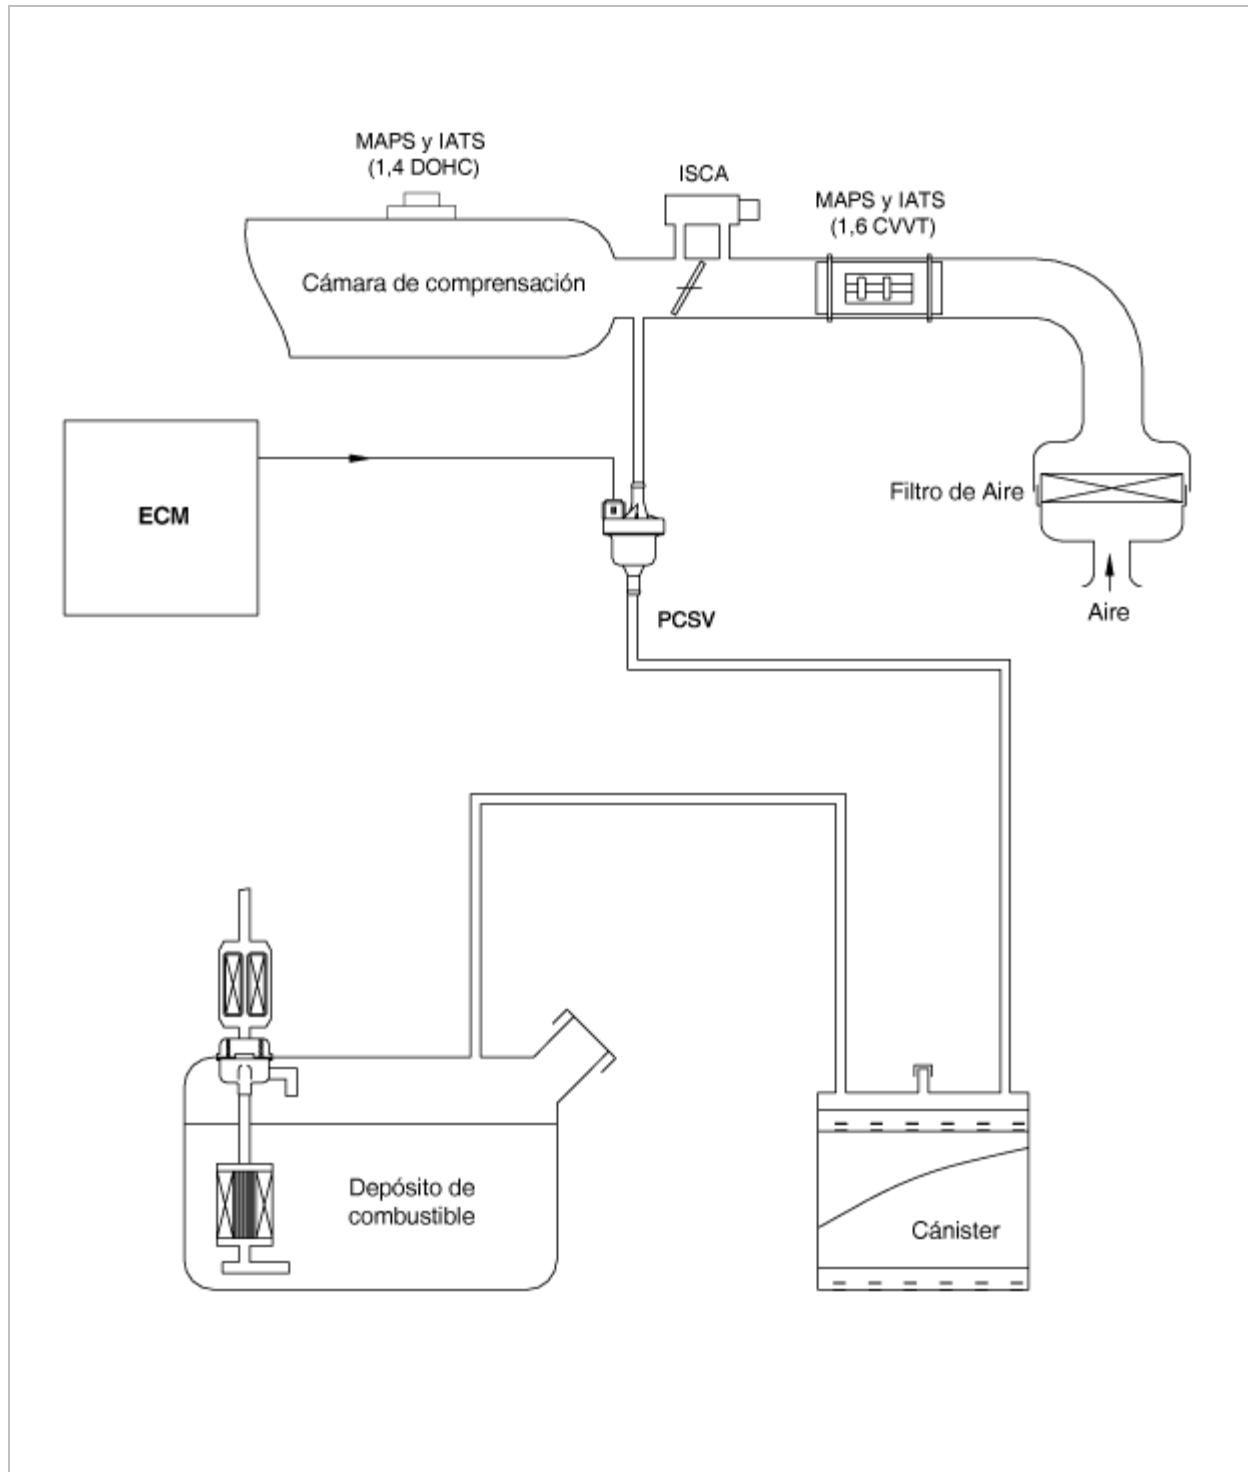 MAPS y IATS
(1,4 DOHC)
ISCA
MAPS y IATS
(1,6 CVVT)
Cámara de comprensación
ECM
Filtro de Aire
Aire
PCSV
Depósito de
combustible
Cánister